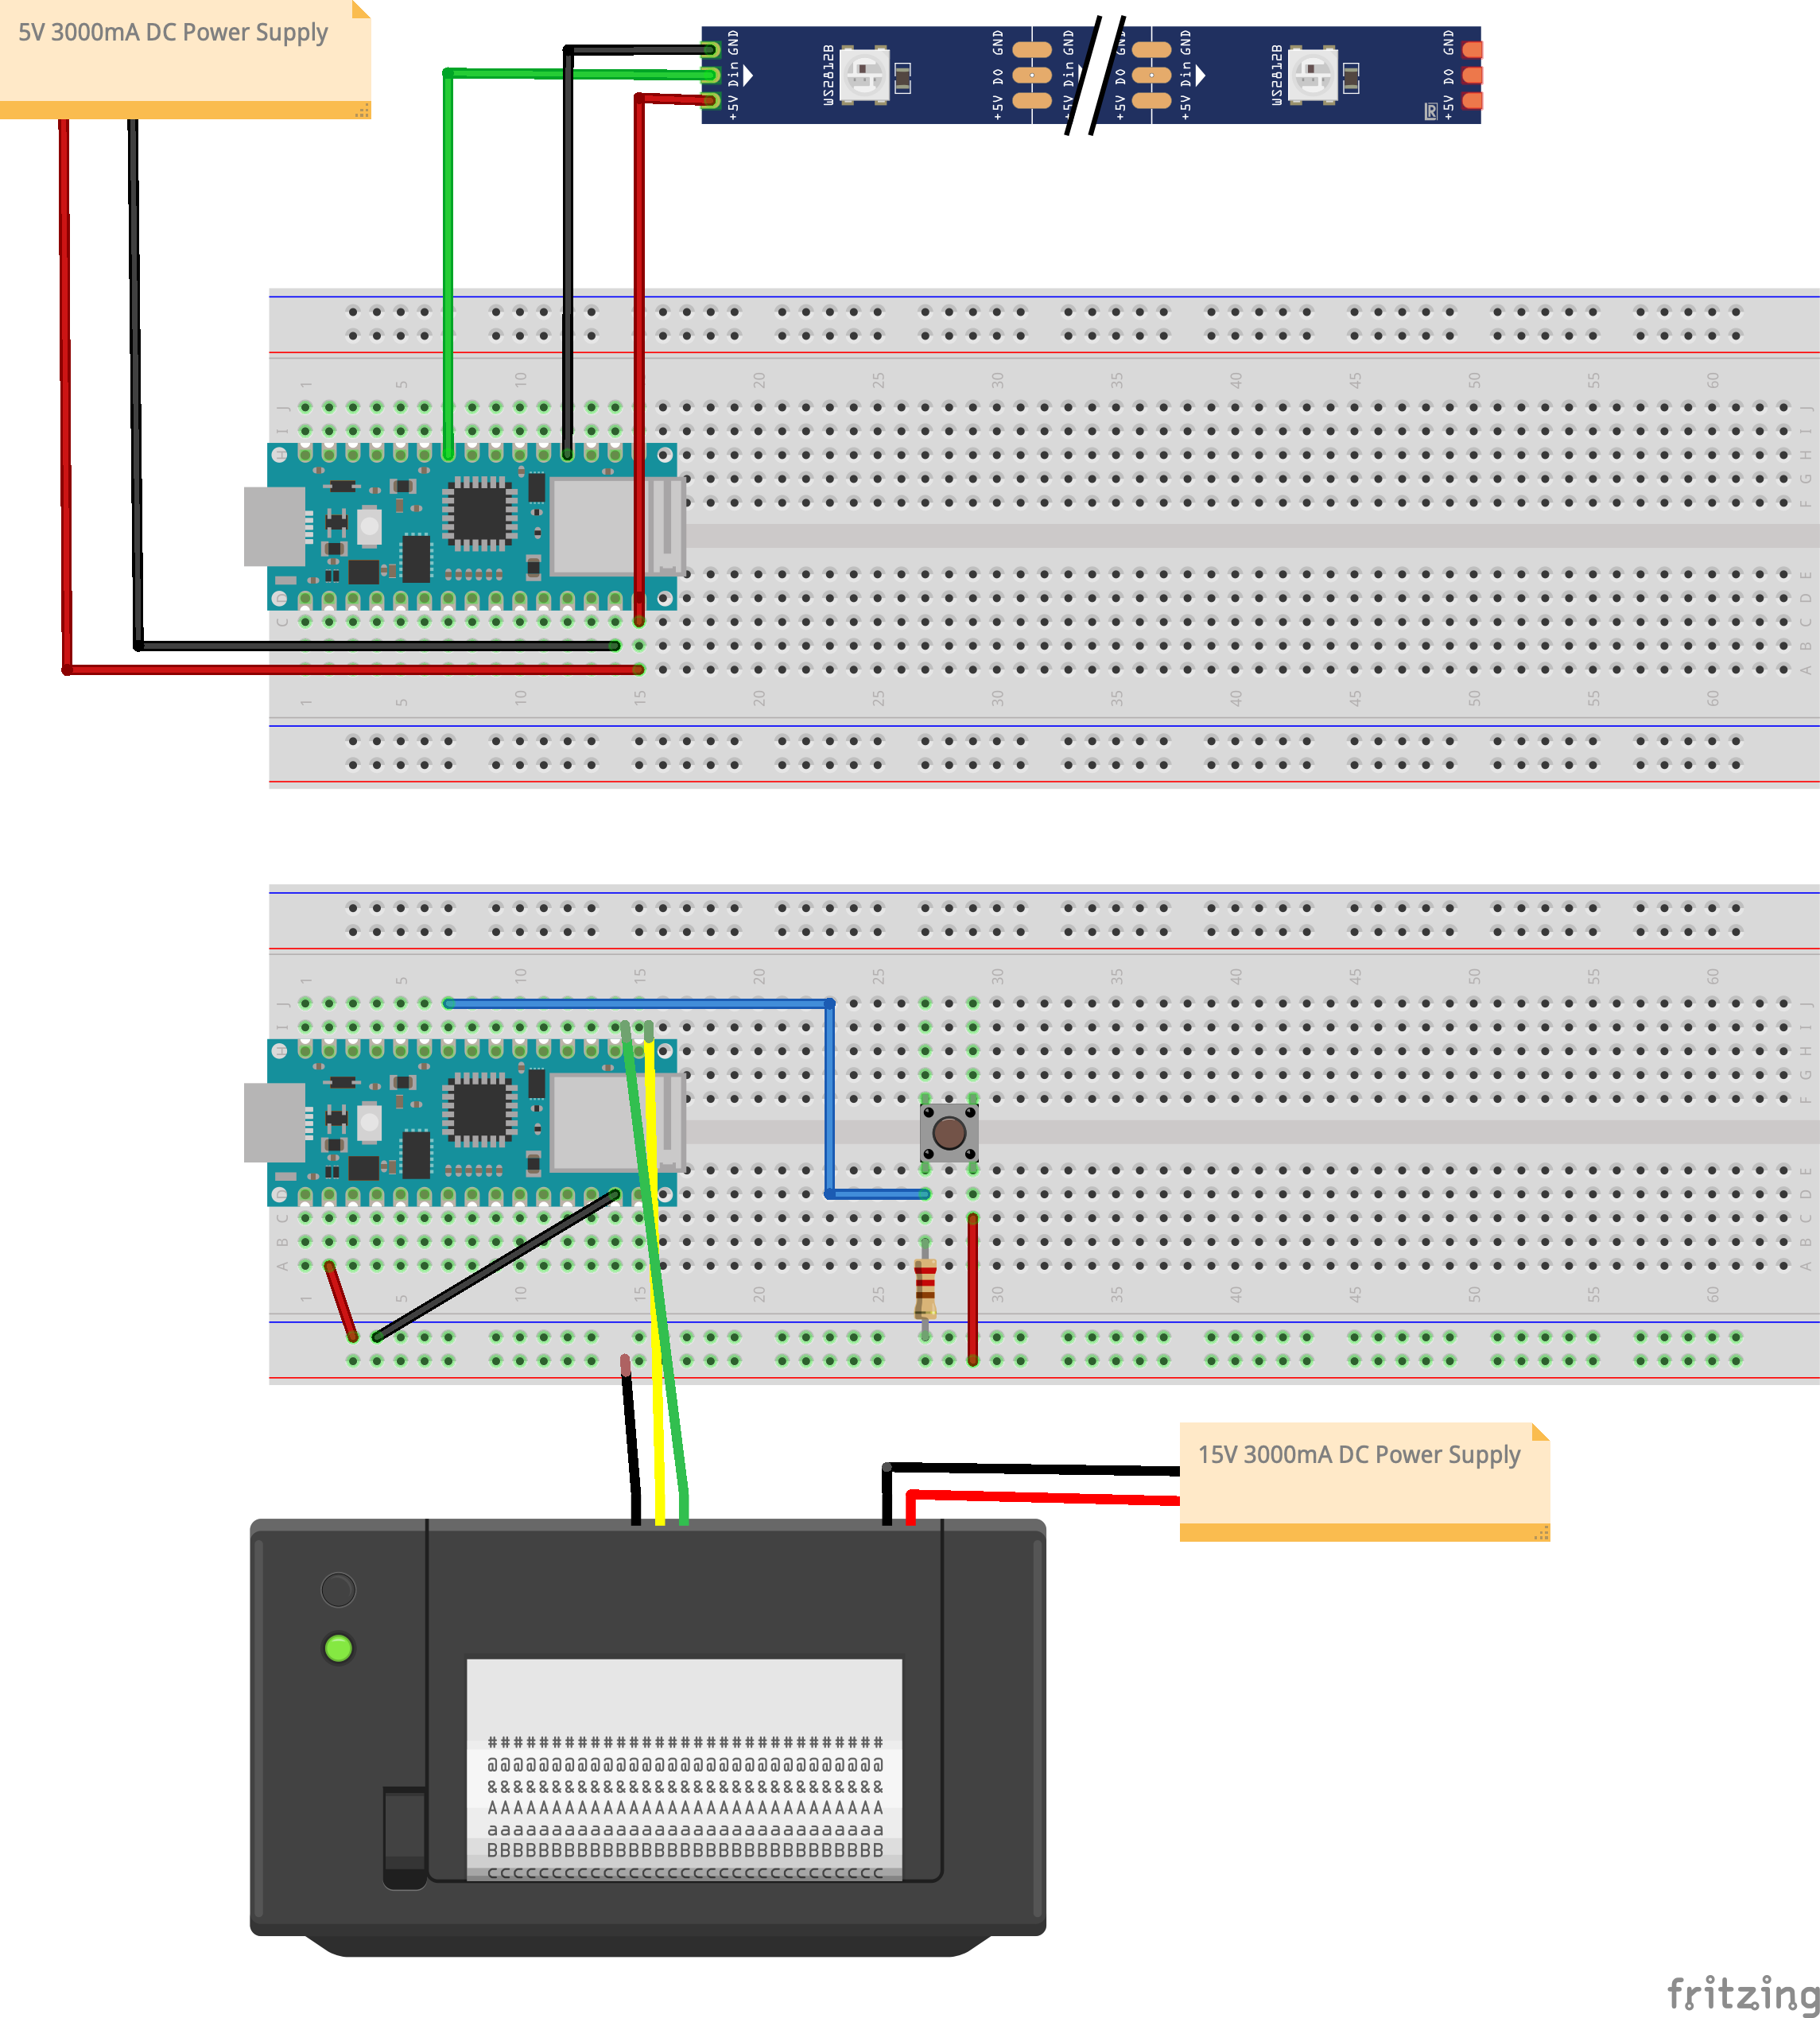 5V 3000mA DC Power Supply
GND Din +5V
WS2812B
GND DO +5V
GND Din +5V
GND DO +5V
GND Din +5V
WS2812B
GND DO +5V
R
1 5 10 15 20 25 30 35 40 45 50 55 60
J J
I I
H H
G
F
E
D D
C C
B
A
1 5 10 15 20 25 30 35 40 45 50 55 60
1 5 10 15 20 25 30 35 40 45 50 55 60
J J
I I
H H
G
F
E
D D
C C
B B
A A
1 5 10 15 20 25 30 35 40 45 50 55 60
15V 3000mA DC Power Supply
###############################
@@@@@@@@@@@@@@@@@@@@@@@@@@@@@@@
&&&&&&&&&&&&&&&&&&&&&&&&&&&&&&&
AAAAAAAAAAAAAAAAAAAAAAAAAAAAAAA
aaaaaaaaaaaaaaaaaaaaaaaaaaaaaaa
BBBBBBBBBBBBBBBBBBBBBBBBBBBBBBB
CCCCCCCCCCCCCCCCCCCCCCCCCCCCCCC
fritzing